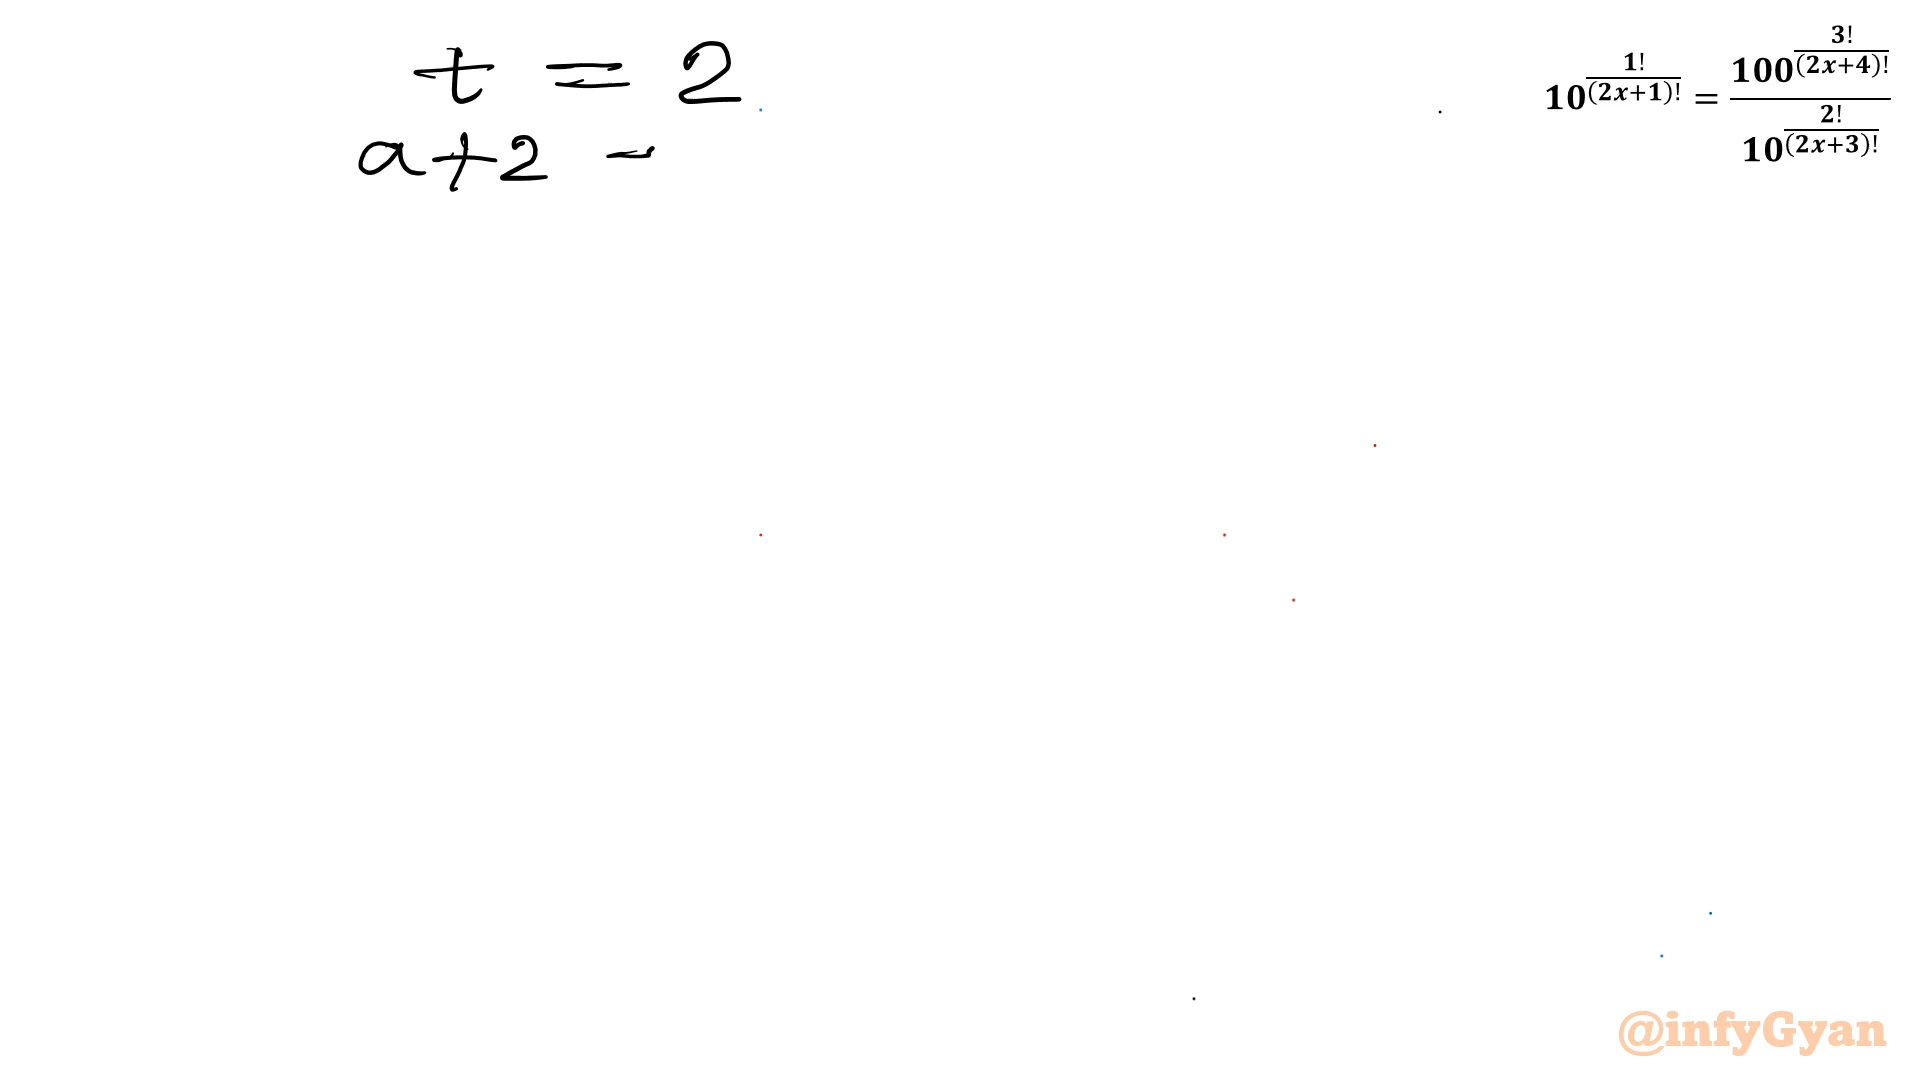 t = 2
a+2 -
10^(1!/(2x+1)!) = 100^(3!/(2x+4)!) / 10^(2!/(2x+3)!)
@infyGyan